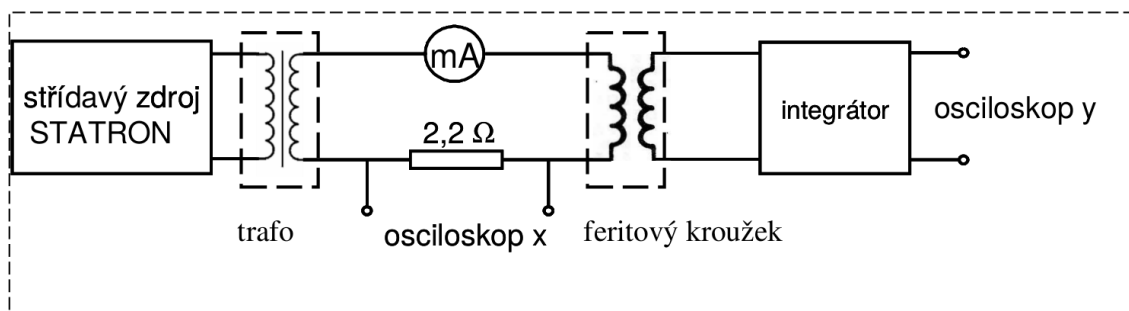 střídavý zdroj
STATRON
mA
2,2 Ω
integrátor
osciloskop y
trafo
osciloskop x
feritový kroužek